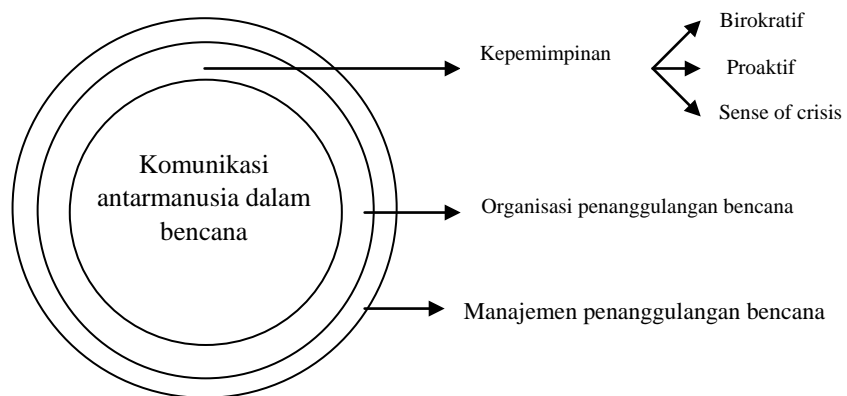 Birokratif
Kepemimpinan
Proaktif
Sense of crisis
Komunikasi
antarmanusia dalam
bencana
Organisasi penanggulangan bencana
Manajemen penanggulangan bencana